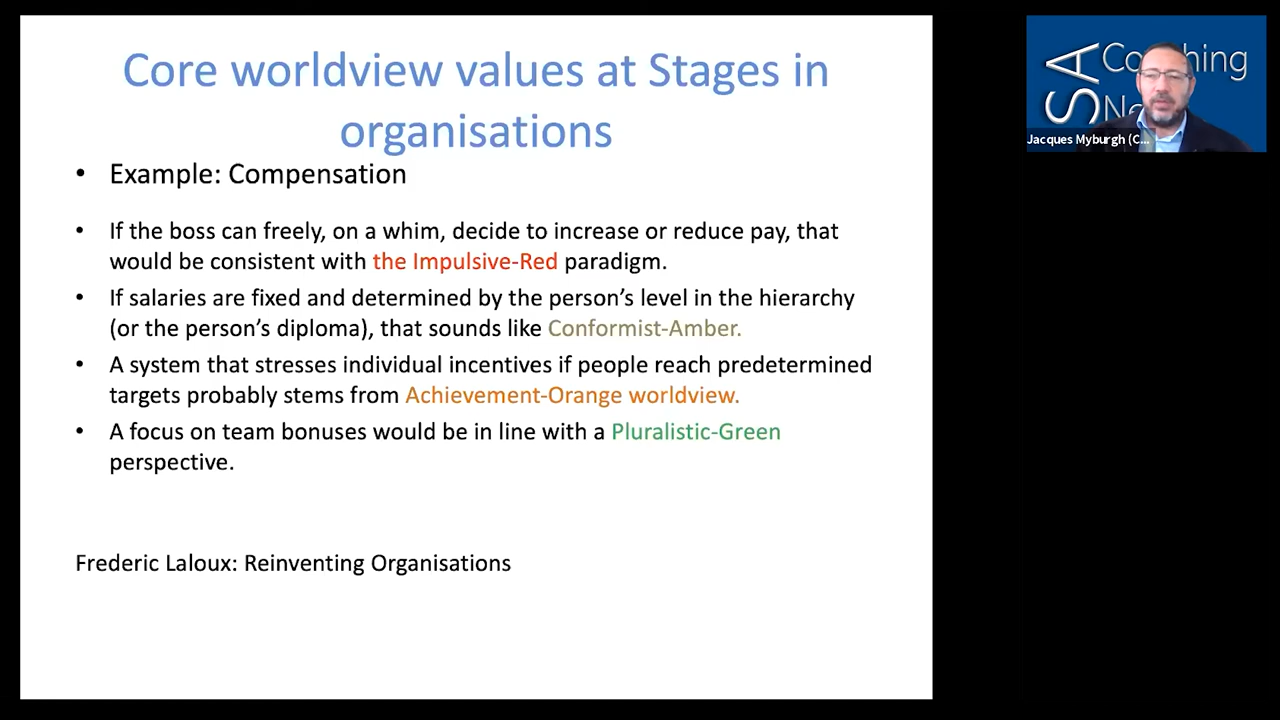 Core worldview values at Stages in
organisations
• Example: Compensation
• If the boss can freely, on a whim, decide to increase or reduce pay, that
would be consistent with the Impulsive-Red paradigm.
• If salaries are fixed and determined by the person’s level in the hierarchy
(or the person’s diploma), that sounds like Conformist-Amber.
• A system that stresses individual incentives if people reach predetermined
targets probably stems from Achievement-Orange worldview.
• A focus on team bonuses would be in line with a Pluralistic-Green
perspective.
Frederic Laloux: Reinventing Organisations
SA
Jacques Myburgh (C...